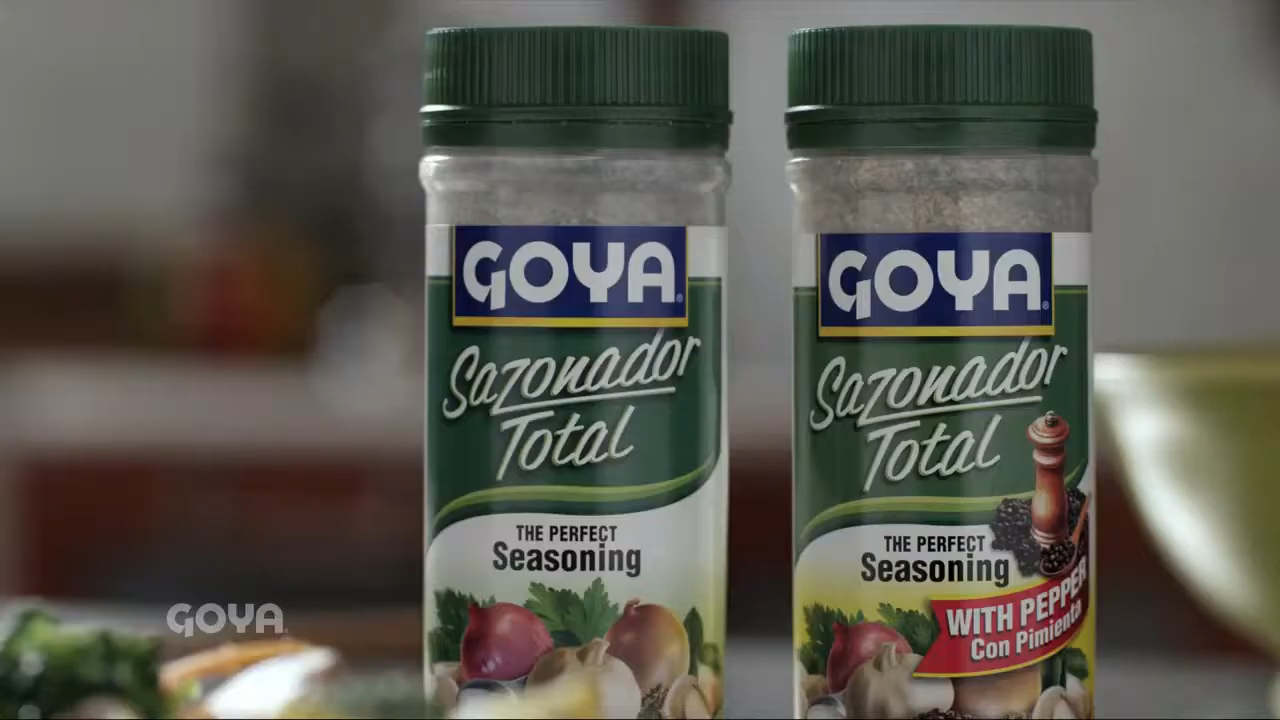 GOYA
Sazonador
Total
THE PERFECT
Seasoning
GOYA
Sazonador
Total
THE PERFECT
Seasoning
WITH PEPPER
Con Pimienta
GOYA